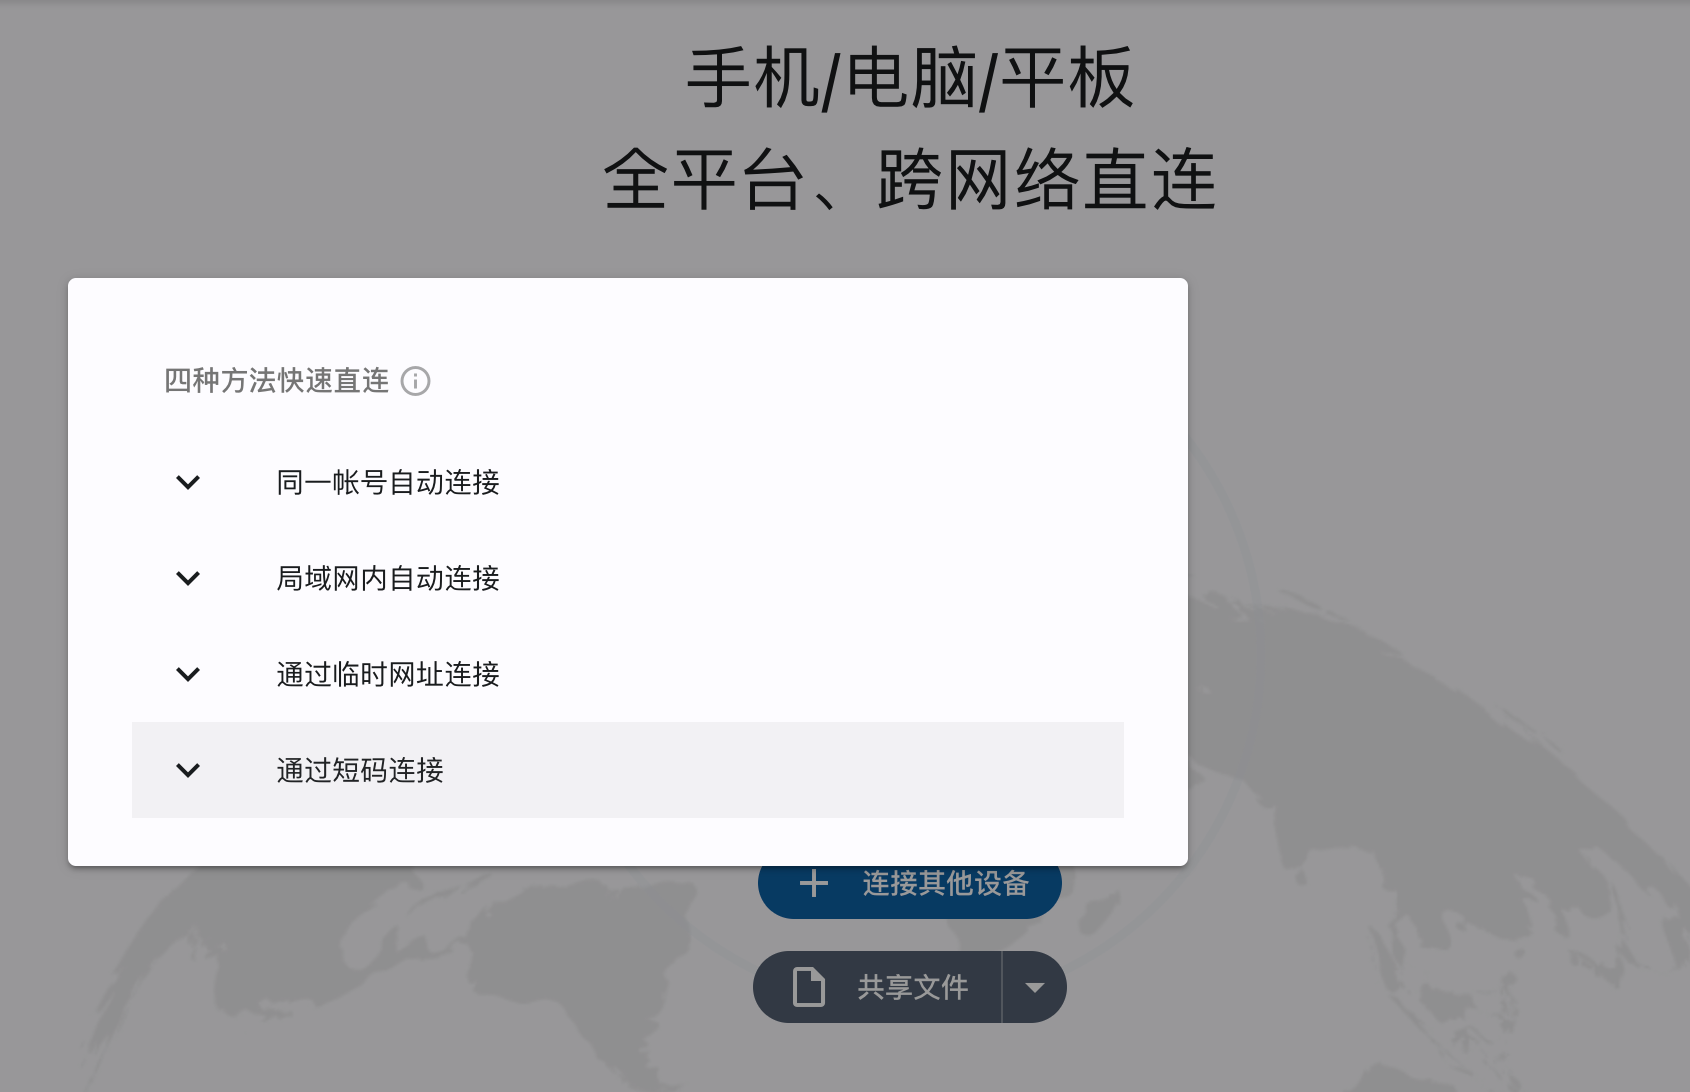 手机/电脑/平板
全平台、跨网络直连
四种方法快速直连
同一帐号自动连接
局域网内自动连接
通过临时网址连接
通过短码连接
连接其他设备
共享文件